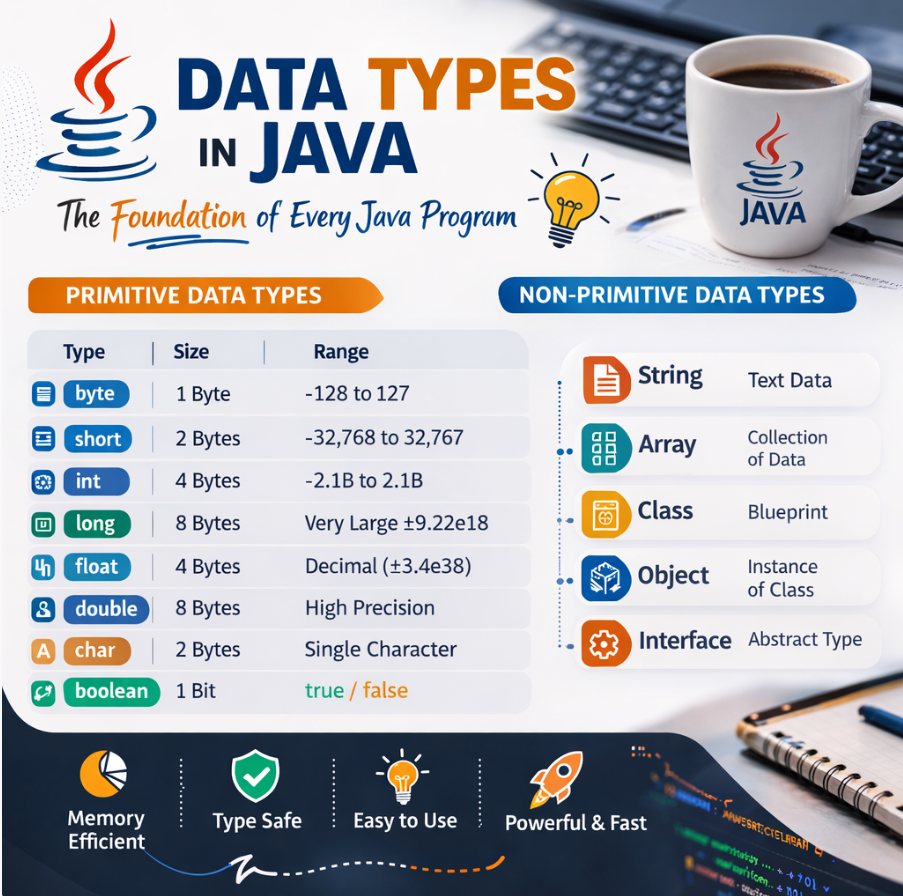 DATA TYPES
IN JAVA
The Foundation of Every Java Program
JAVA
PRIMITIVE DATA TYPES
Type Size Range
byte 1 Byte -128 to 127
short 2 Bytes -32,768 to 32,767
int 4 Bytes -2.1B to 2.1B
long 8 Bytes Very Large ±9.22e18
float 4 Bytes Decimal (±3.4e38)
double 8 Bytes High Precision
A char 2 Bytes Single Character
boolean 1 Bit true / false
NON-PRIMITIVE DATA TYPES
String Text Data
Array Collection
of Data
Class Blueprint
Object Instance
of Class
Interface Abstract Type
Memory
Efficient
Type Safe
Easy to Use
Powerful & Fast